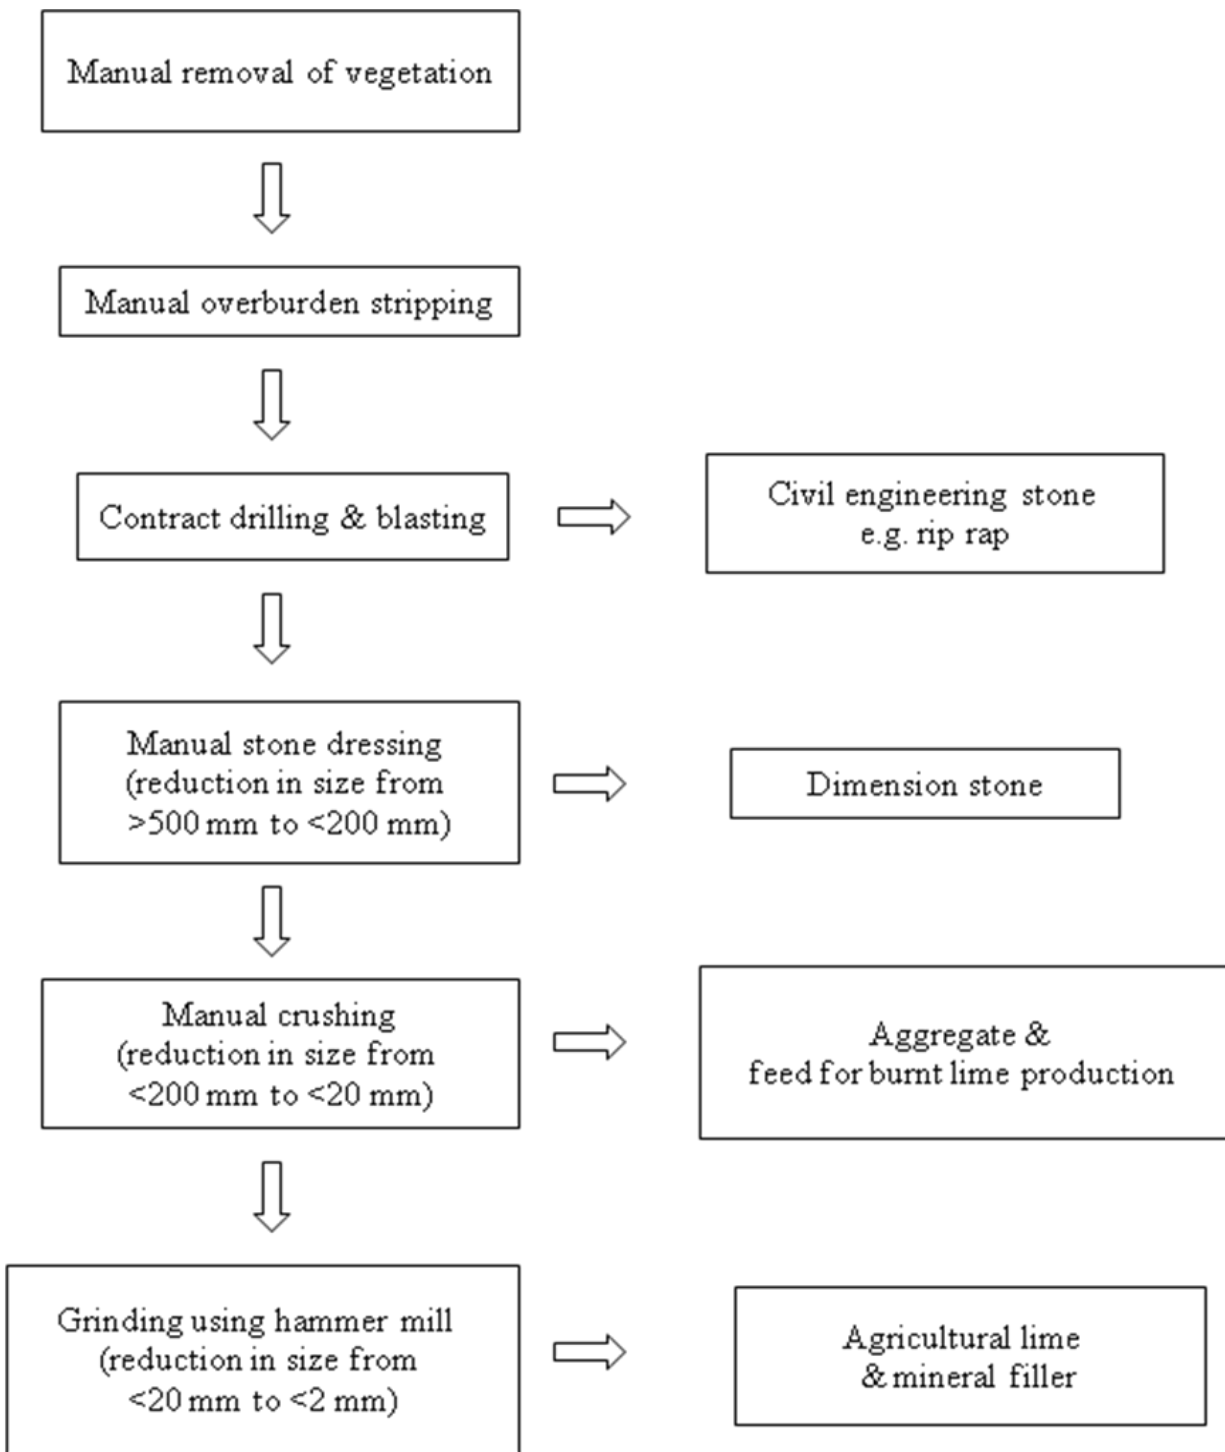 Manual removal of vegetation
Manual overburden stripping
Contract drilling & blasting
Civil engineering stone
e.g. rip rap
Manual stone dressing
(reduction in size from
>500 mm to <200 mm)
Dimension stone
Manual crushing
(reduction in size from
<200 mm to <20 mm)
Aggregate &
feed for burnt lime production
Grinding using hammer mill
(reduction in size from
<20 mm to <2 mm)
Agricultural lime
& mineral filler